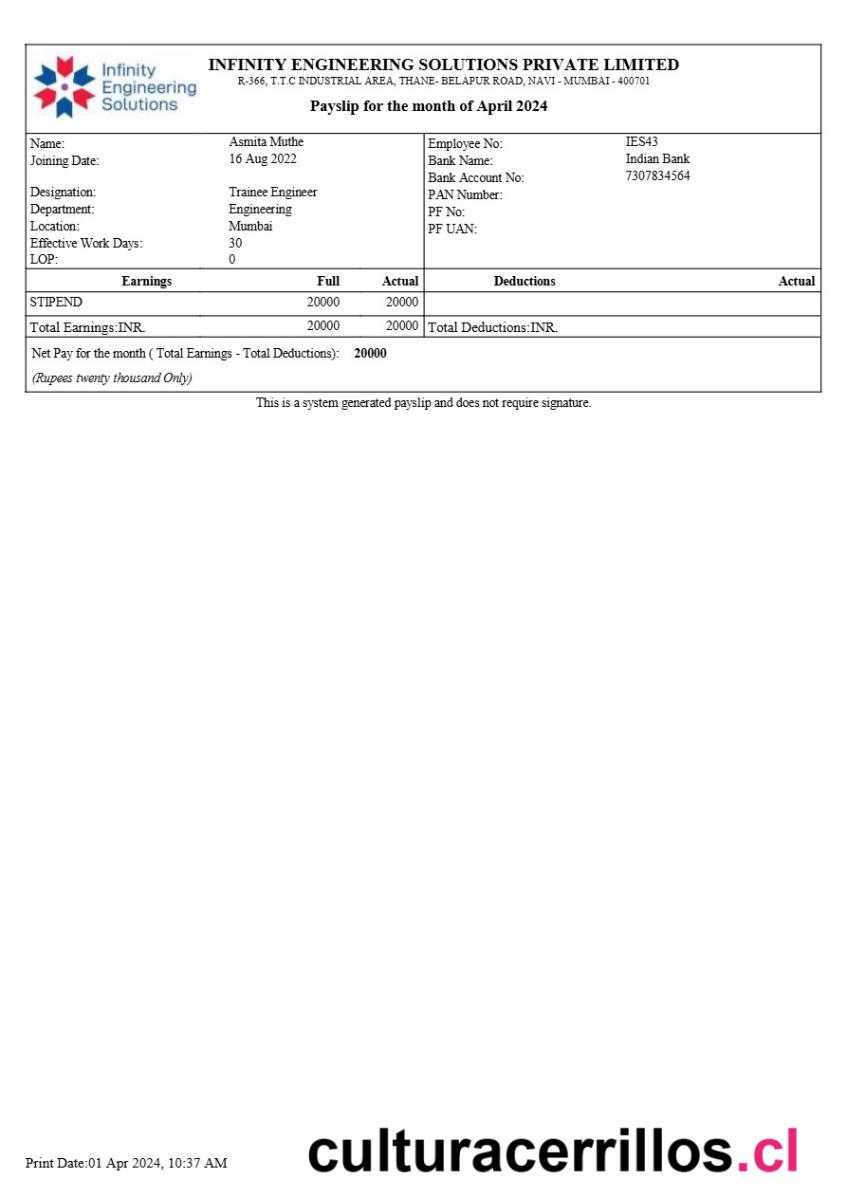 Infinity
Engineering
Solutions
INFINITY ENGINEERING SOLUTIONS PRIVATE LIMITED
R-366, T.T.C INDUSTRIAL AREA, THANE- BELAPUR ROAD, NAVI - MUMBAI - 400701
Payslip for the month of April 2024
Name: Asmita Muthe
Joining Date: 16 Aug 2022
Designation: Trainee Engineer
Department: Engineering
Location: Mumbai
Effective Work Days: 30
LOP: 0
Employee No: IES43
Bank Name: Indian Bank
Bank Account No: 7307834564
PAN Number:
PF No:
PF UAN:
Earnings Full Actual Deductions Actual
STIPEND 20000 20000
Total Earnings:INR. 20000 20000 Total Deductions:INR.
Net Pay for the month ( Total Earnings - Total Deductions): 20000
(Rupees twenty thousand Only)
This is a system generated payslip and does not require signature.
Print Date:01 Apr 2024, 10:37 AM
culturacerrillos.cl